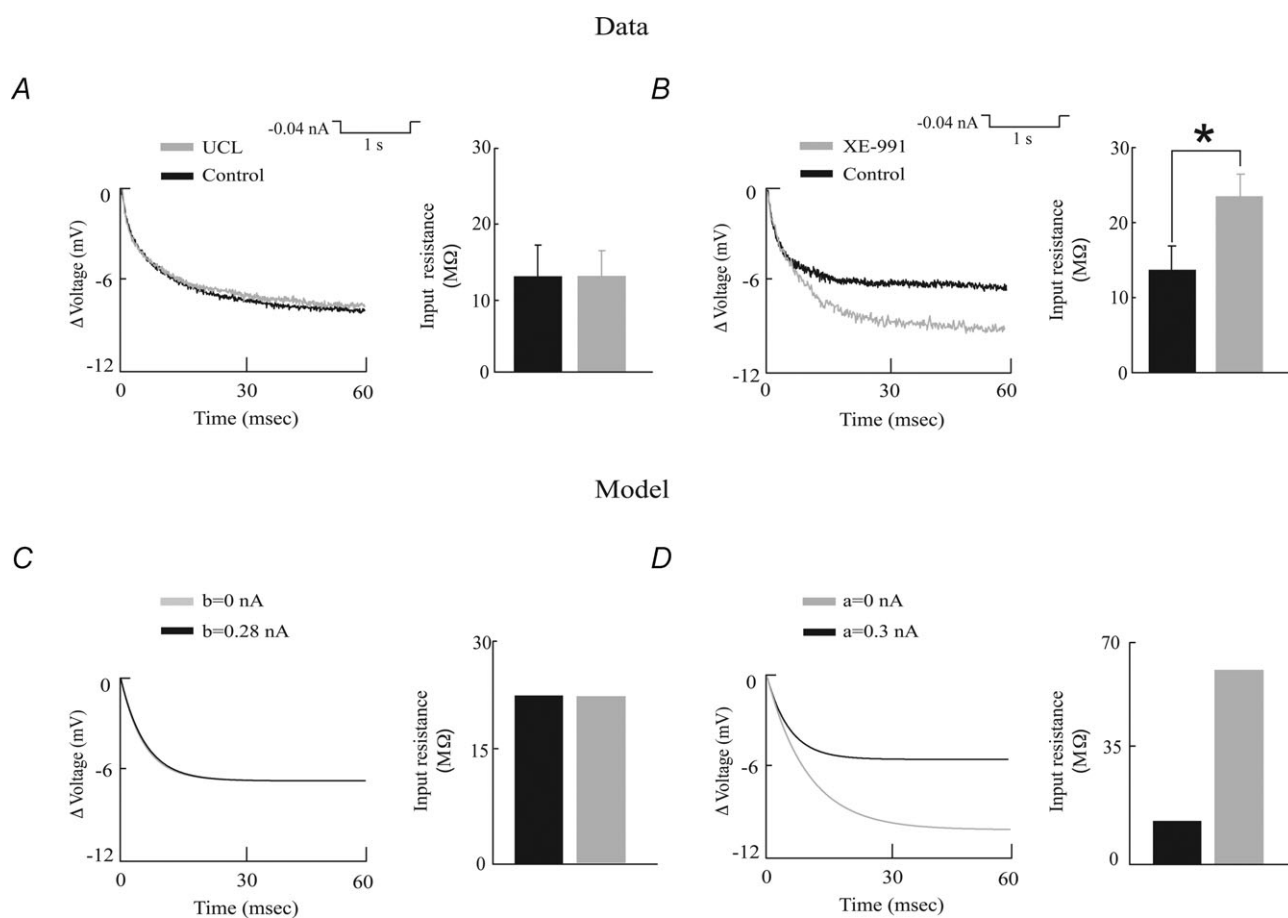 Data
A
-0.04 nA
1 s
UCL
Control
0
-6
-12
Δ Voltage (mV)
0
30
60
Time (msec)
30
20
10
0
Input resistance
(MΩ)
B
-0.04 nA
1 s
XE-991
Control
0
-6
-12
Δ Voltage (mV)
0
30
60
Time (msec)
30
20
10
0
Input resistance
(MΩ)
*
Model
C
b=0 nA
b=0.28 nA
0
-6
-12
Δ Voltage (mV)
0
30
60
Time (msec)
30
15
0
Input resistance
(MΩ)
D
a=0 nA
a=0.3 nA
0
-6
-12
Δ Voltage (mV)
0
30
60
Time (msec)
70
35
0
Input resistance
(MΩ)